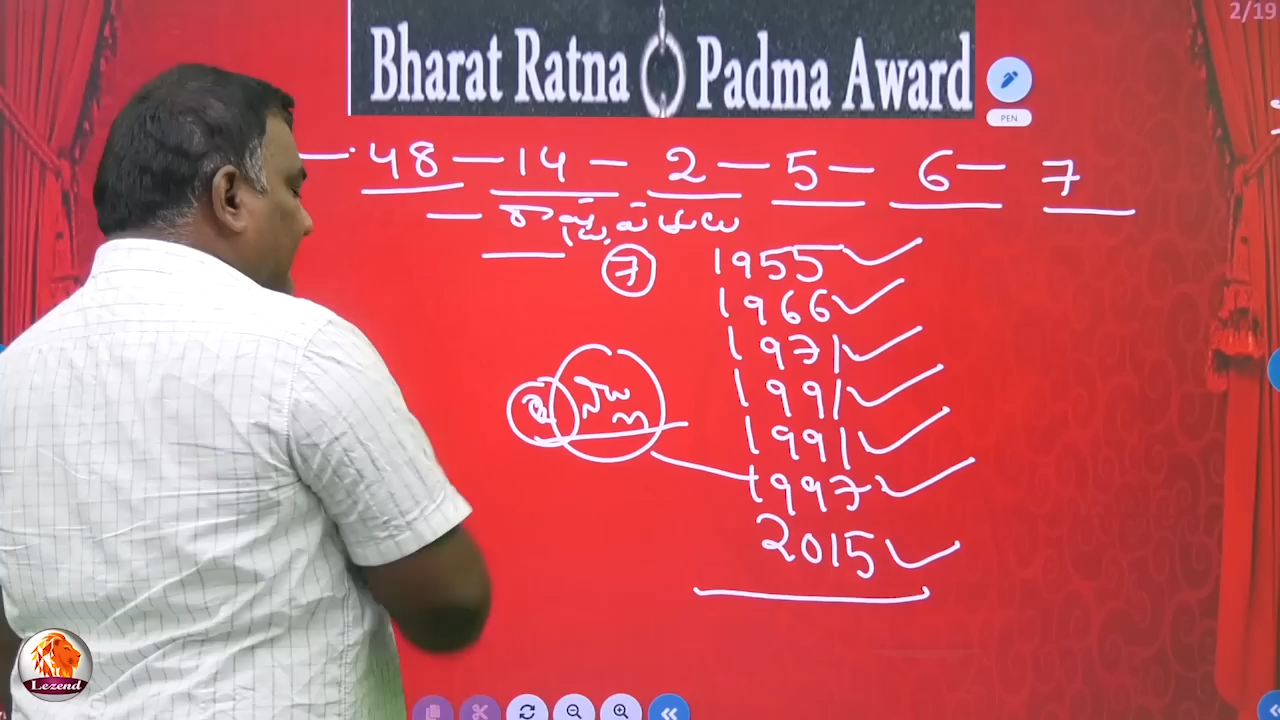 2/19
Bharat Ratna Padma Award
PEN
— 48 — 14 — 2 — 5 — 6 — 7
7
1955
1966
1971
1991
1991
1997
2015
Lezend